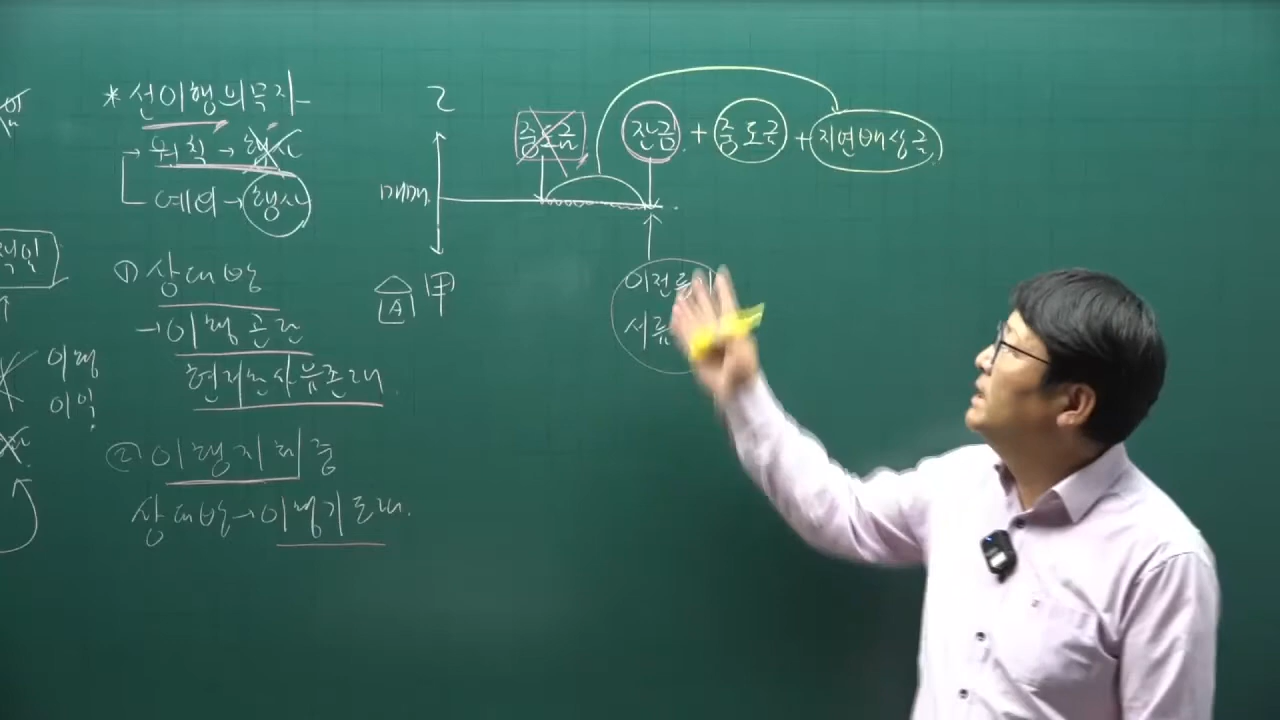 * 선이행의무자
원칙 → 행사
예외 → 행사
① 상대방
→ 이행곤란
현저한사유존재.
② 이행지체 중
상대방 → 이행기도래.
이행
이익
乙
매매
A 甲
중도금 잔금 + 중도금 + 지연배상금
이전등기
서류